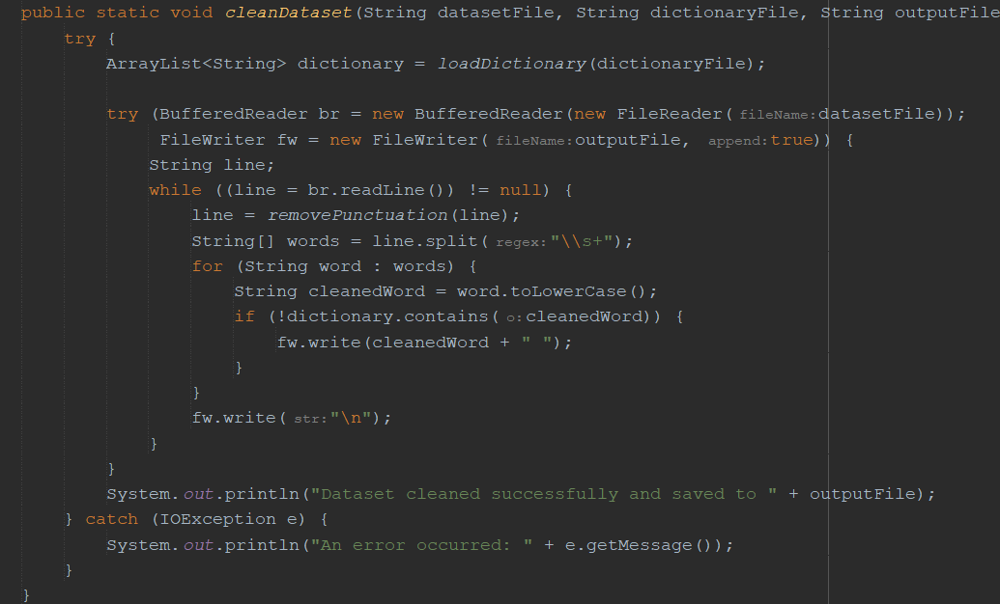 public static void cleanDataset(String datasetFile, String dictionaryFile, String outputFile
    try {
        ArrayList<String> dictionary = loadDictionary(dictionaryFile);

        try (BufferedReader br = new BufferedReader(new FileReader( fileName: datasetFile));
             FileWriter fw = new FileWriter( fileName: outputFile,  append: true)) {
            String line;
            while ((line = br.readLine()) != null) {
                line = removePunctuation(line);
                String[] words = line.split( regex: "\\s+");
                for (String word : words) {
                    String cleanedWord = word.toLowerCase();
                    if (!dictionary.contains( o: cleanedWord)) {
                        fw.write(cleanedWord + " ");
                    }
                }
                fw.write( str: "\n");
            }
        }
        System.out.println("Dataset cleaned successfully and saved to " + outputFile);
    } catch (IOException e) {
        System.out.println("An error occurred: " + e.getMessage());
    }
}